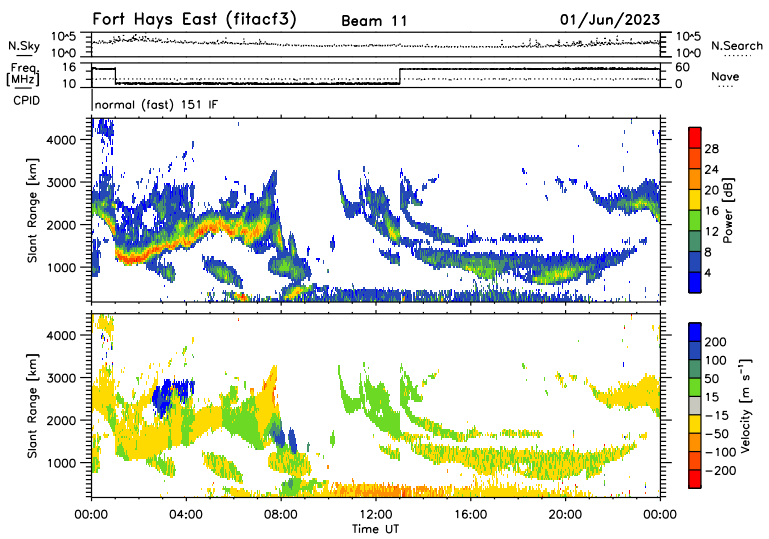 Fort Hays East (fitacf3) Beam 11 01/Jun/2023
10^5 10^5
N.Sky N.Search
10^0 10^0
Freq. 16 60
[MHz] Nave
10 0
CPID normal (fast) 151 IF
4000
3000
2000
1000
Slant Range [km]
28
24
20
16
12
8
4
Power [dB]
4000
3000
2000
1000
Slant Range [km]
200
100
50
15
−15
−50
−100
−200
Velocity [m s⁻¹]
00:00 04:00 08:00 12:00 16:00 20:00 00:00
Time UT